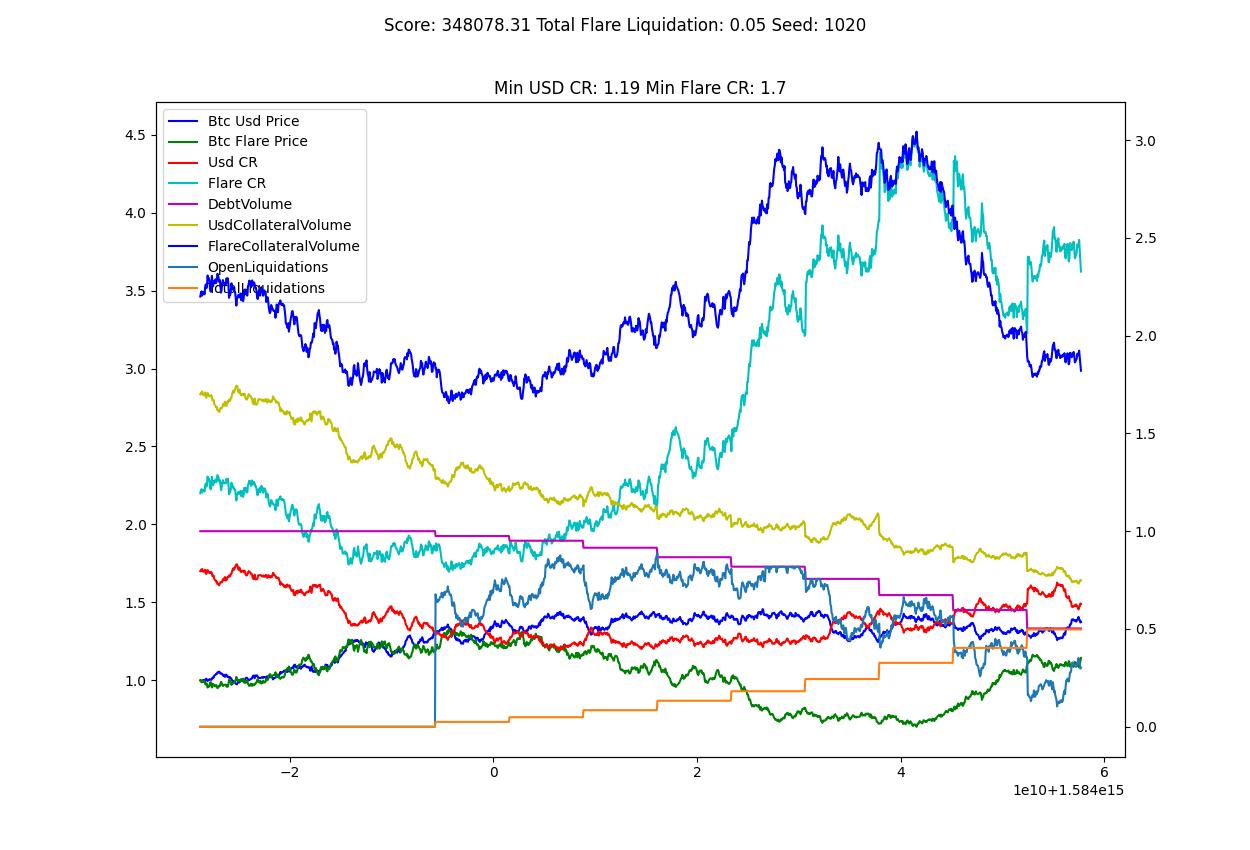 Score: 348078.31 Total Flare Liquidation: 0.05 Seed: 1020
Min USD CR: 1.19 Min Flare CR: 1.7
Btc Usd Price
Btc Flare Price
Usd CR
Flare CR
DebtVolume
UsdCollateralVolume
FlareCollateralVolume
OpenLiquidations
TotalLiquidations
4.5
4.0
3.5
3.0
2.5
2.0
1.5
1.0
3.0
2.5
2.0
1.5
1.0
0.5
0.0
−2
0
2
4
6
1e10+1.584e15